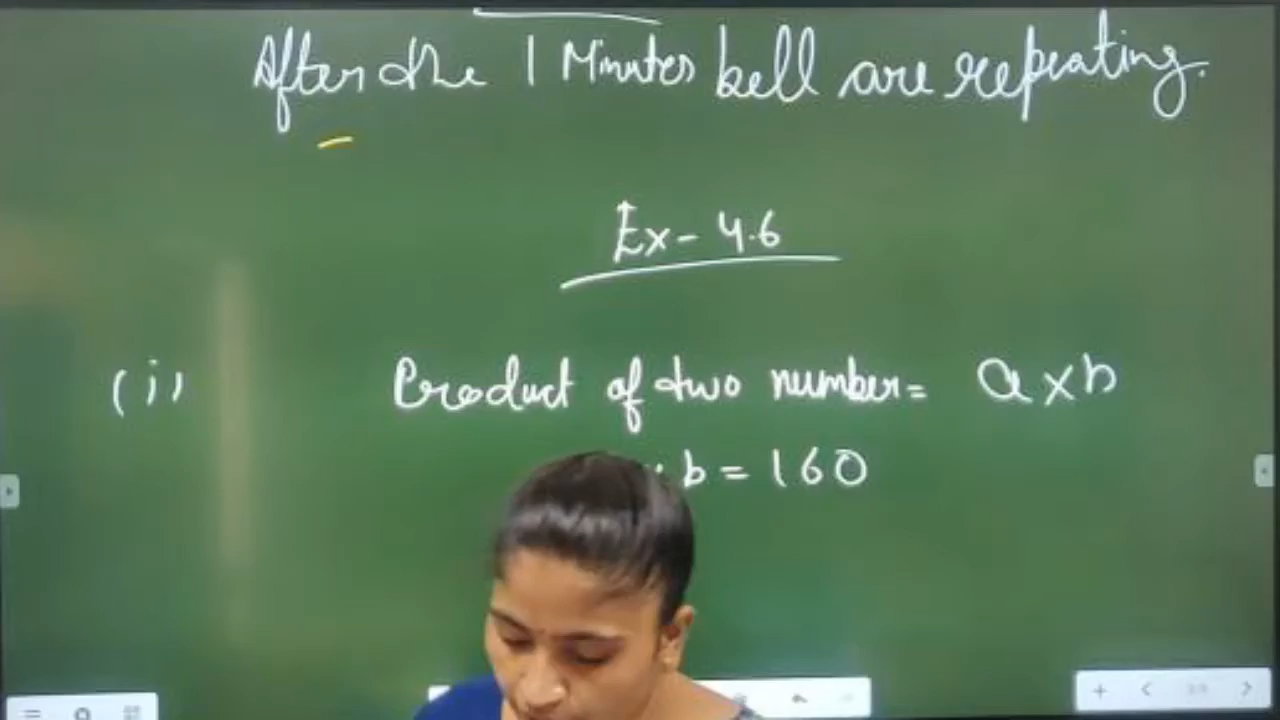 After the 1 Minutes bell are repeating.
Ex - 4.6
(i) Product of two number = a x b
. b = 160